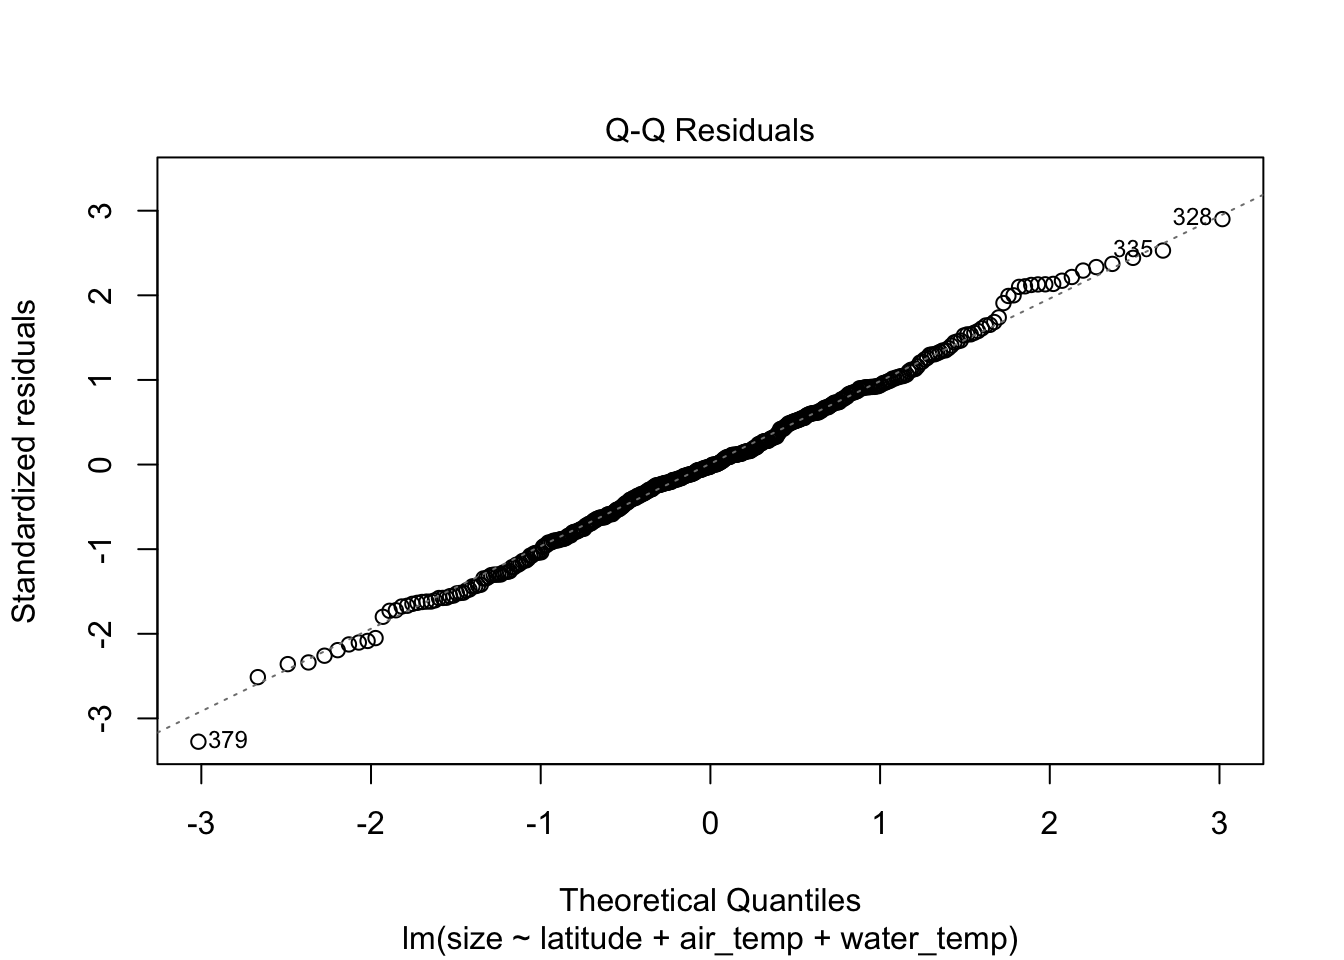 Q-Q Residuals
Standardized residuals
3
2
1
0
-1
-2
-3
328
335
379
-3 -2 -1 0 1 2 3
Theoretical Quantiles
lm(size ~ latitude + air_temp + water_temp)